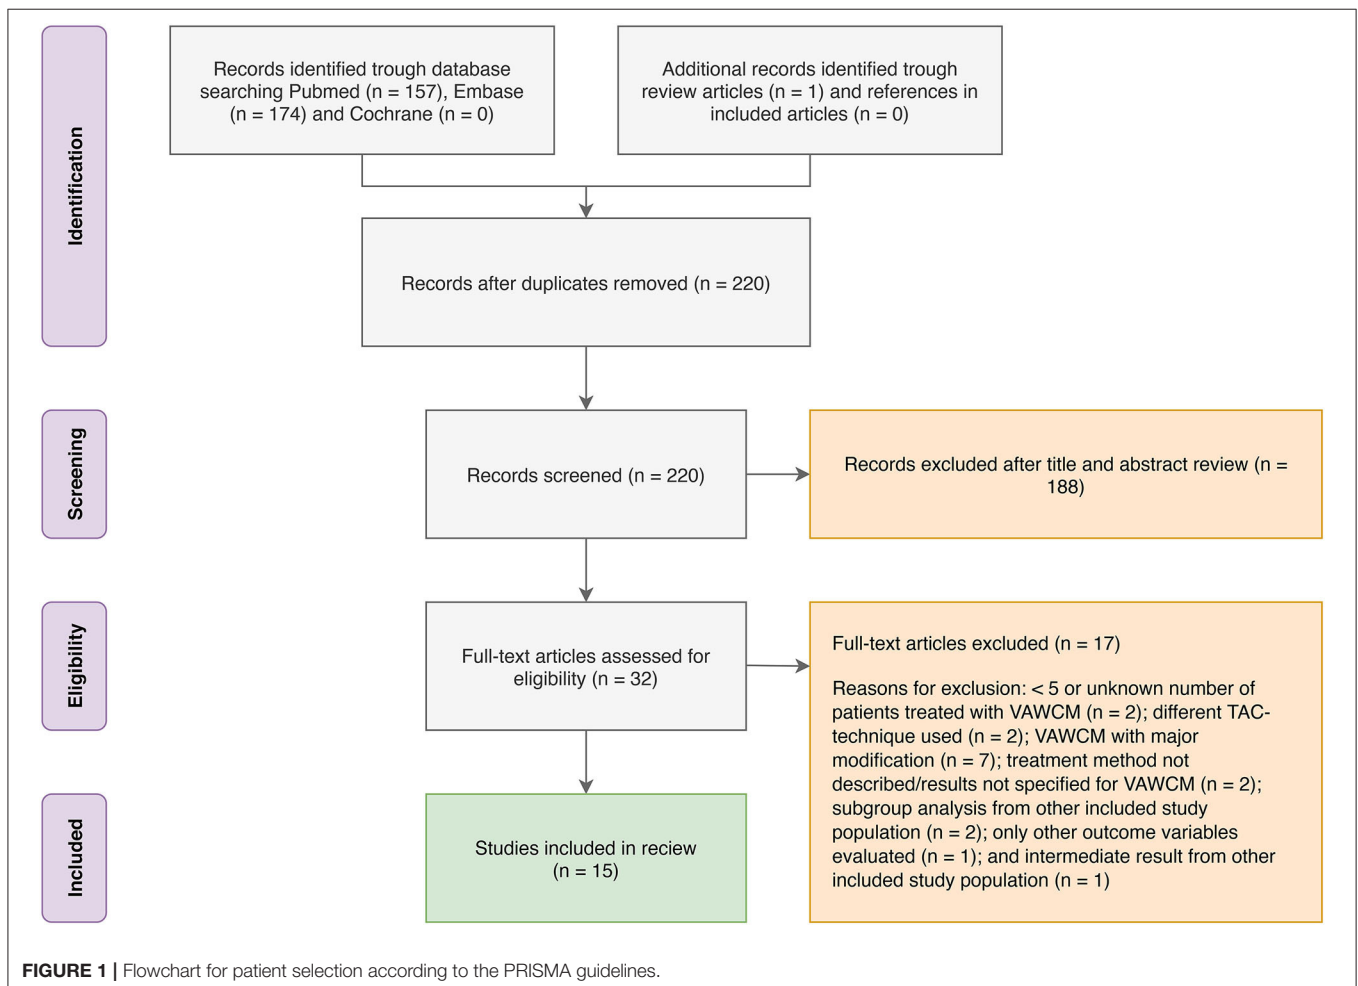 Identification
Records identified trough database
searching Pubmed (n = 157), Embase
(n = 174) and Cochrane (n = 0)
Additional records identified trough
review articles (n = 1) and references in
included articles (n = 0)
Records after duplicates removed (n = 220)
Screening
Records screened (n = 220)
Records excluded after title and abstract review (n =
188)
Eligibility
Full-text articles assessed for
eligibility (n = 32)
Full-text articles excluded (n = 17)
Reasons for exclusion: < 5 or unknown number of
patients treated with VAWCM (n = 2); different TAC-
technique used (n = 2); VAWCM with major
modification (n = 7); treatment method not
described/results not specified for VAWCM (n = 2);
subgroup analysis from other included study
population (n = 2); only other outcome variables
evaluated (n = 1); and intermediate result from other
included study population (n = 1)
Included
Studies included in reciew
(n = 15)
FIGURE 1 | Flowchart for patient selection according to the PRISMA guidelines.